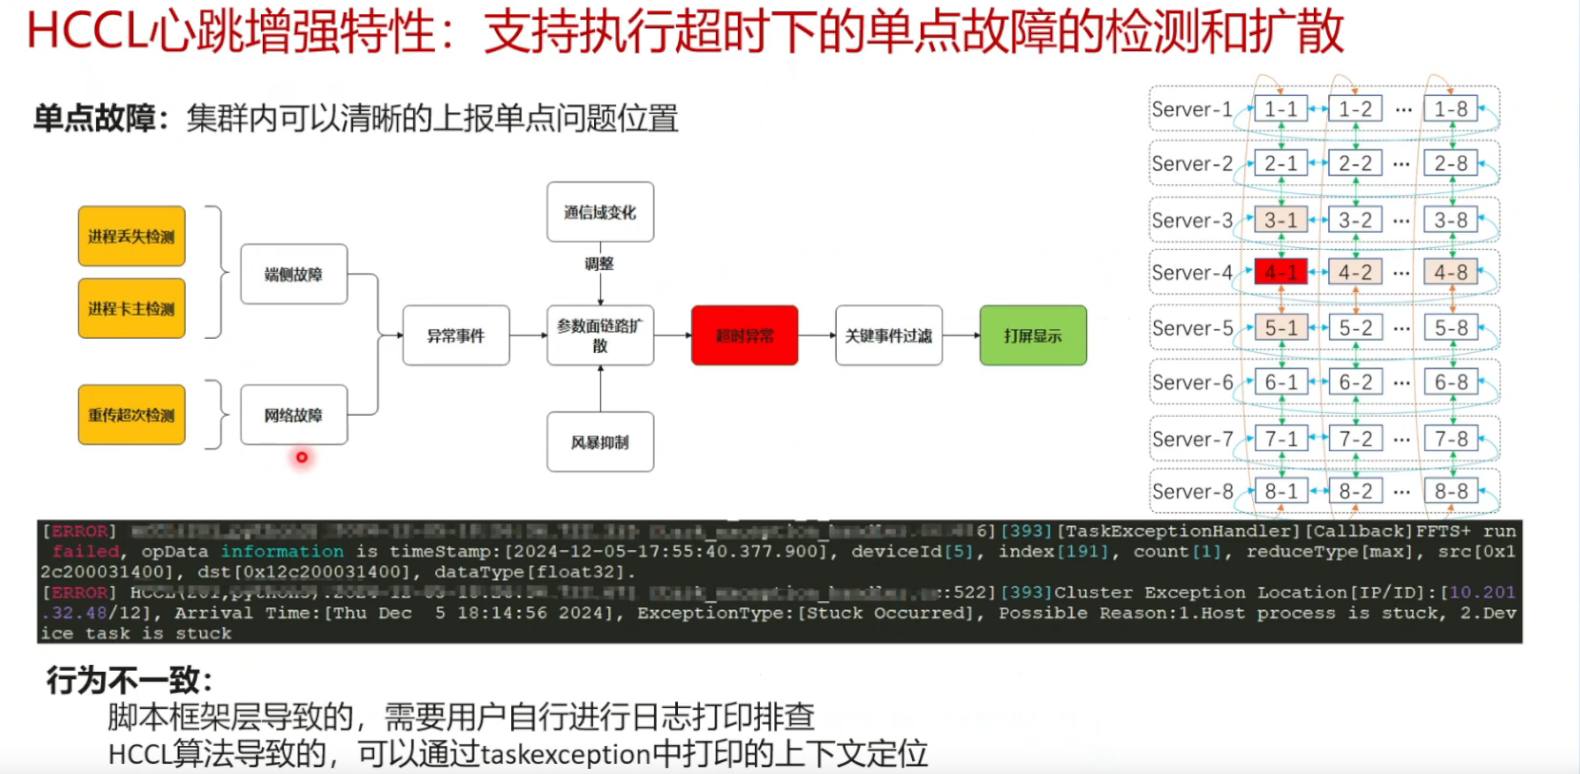 HCCL心跳增强特性：支持执行超时下的单点故障的检测和扩散
单点故障：集群内可以清晰的上报单点问题位置
进程丢失检测
进程卡主检测
重传超次检测
端侧故障
网络故障
异常事件
通信域变化
调整
参数面链路扩
散
风暴抑制
超时异常
关键事件过滤
打屏显示
Server-1 1-1 1-2 ... 1-8
Server-2 2-1 2-2 ... 2-8
Server-3 3-1 3-2 ... 3-8
Server-4 4-1 4-2 ... 4-8
Server-5 5-1 5-2 ... 5-8
Server-6 6-1 6-2 ... 6-8
Server-7 7-1 7-2 ... 7-8
Server-8 8-1 8-2 ... 8-8
[ERROR] 6][393][TaskExceptionHandler][Callback]FFTS+ run
failed, opData information is timeStamp:[2024-12-05-17:55:40.377.900], deviceId[5], index[191], count[1], reduceType[max], src[0x1
2c200031400], dst[0x12c200031400], dataType[float32].
[ERROR] :522][393]Cluster Exception Location[IP/ID]:[10.201
.32.48/12], Arrival Time:[Thu Dec 5 18:14:56 2024], ExceptionType:[Stuck Occurred], Possible Reason:1.Host process is stuck, 2.Dev
ice task is stuck
行为不一致：
脚本框架层导致的，需要用户自行进行日志打印排查
HCCL算法导致的，可以通过taskexception中打印的上下文定位